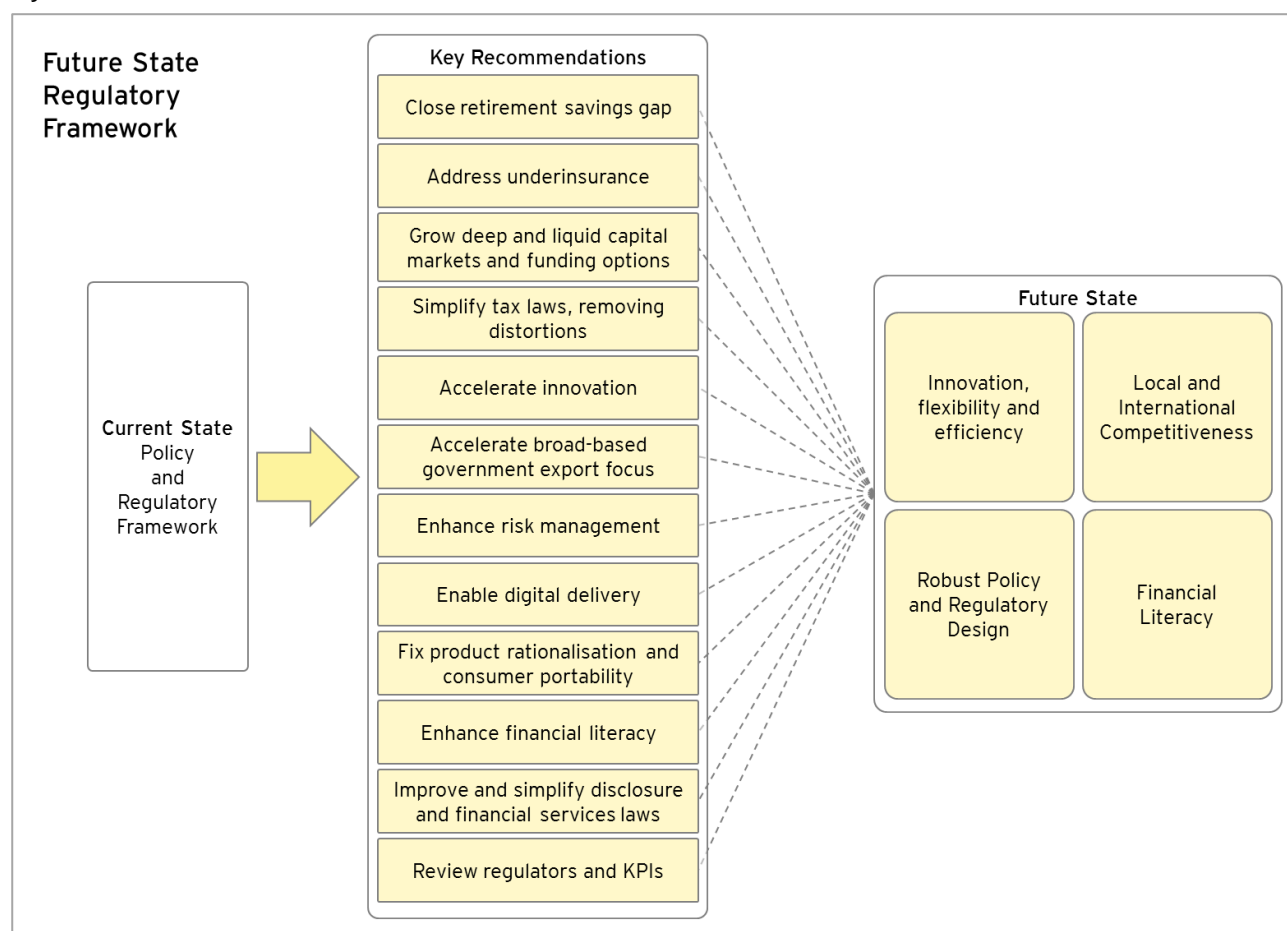 Future State
Regulatory
Framework
Current State
Policy
and
Regulatory
Framework
Key Recommendations
Close retirement savings gap
Address underinsurance
Grow deep and liquid capital
markets and funding options
Simplify tax laws, removing
distortions
Accelerate innovation
Accelerate broad-based
government export focus
Enhance risk management
Enable digital delivery
Fix product rationalisation and
consumer portability
Enhance financial literacy
Improve and simplify disclosure
and financial services laws
Review regulators and KPIs
Future State
Innovation,
flexibility and
efficiency
Local and
International
Competitiveness
Robust Policy
and Regulatory
Design
Financial
Literacy